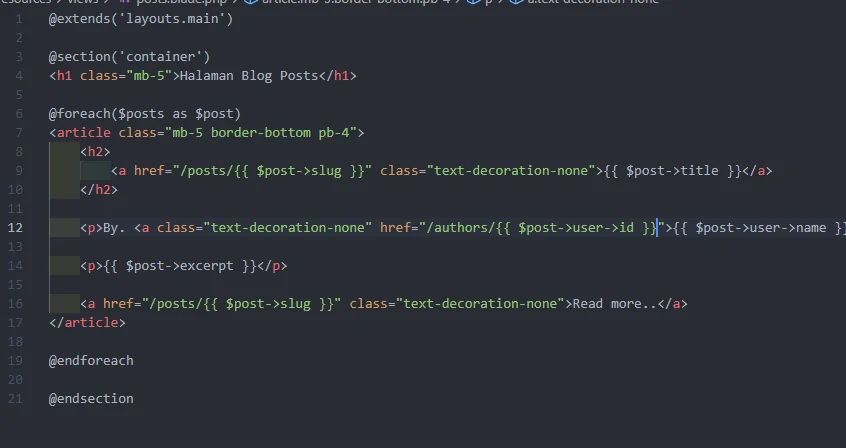 views > posts.blade.php > article.mb-5.border-bottom.pb-4 > p > a.text-decoration-none
1 @extends('layouts.main')
2
3 @section('container')
4 <h1 class="mb-5">Halaman Blog Posts</h1>
5
6 @foreach($posts as $post)
7 <article class="mb-5 border-bottom pb-4">
8 <h2>
9 <a href="/posts/{{ $post->slug }}" class="text-decoration-none">{{ $post->title }}</a>
10 </h2>
11
12 <p>By. <a class="text-decoration-none" href="/authors/{{ $post->user->id }}">{{ $post->user->name }}
13
14 <p>{{ $post->excerpt }}</p>
15
16 <a href="/posts/{{ $post->slug }}" class="text-decoration-none">Read more..</a>
17 </article>
18
19 @endforeach
20
21 @endsection